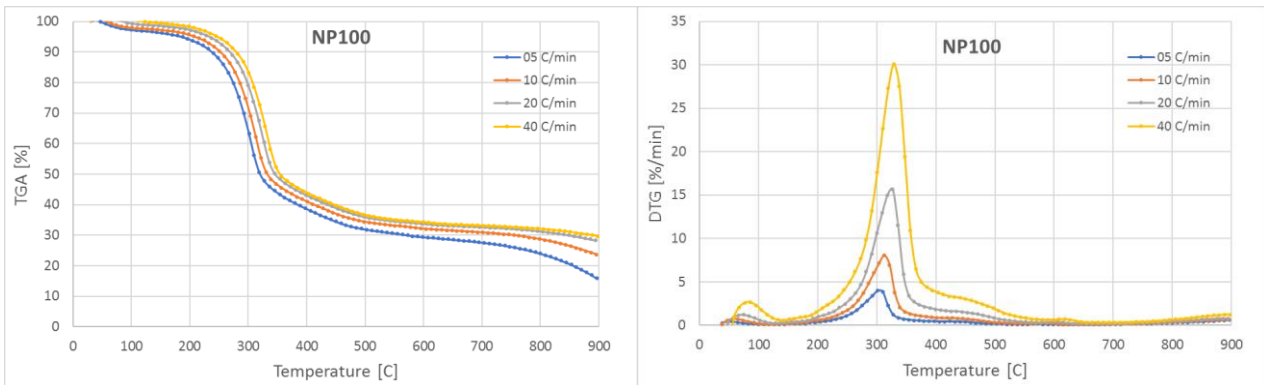 NP100
TGA [%]
100
90
80
70
60
50
40
30
20
10
0
05 C/min
10 C/min
20 C/min
40 C/min
0 100 200 300 400 500 600 700 800 900
Temperature [C]
NP100
DTG [%/min]
35
30
25
20
15
10
5
0
05 C/min
10 C/min
20 C/min
40 C/min
0 100 200 300 400 500 600 700 800 900
Temperature [C]